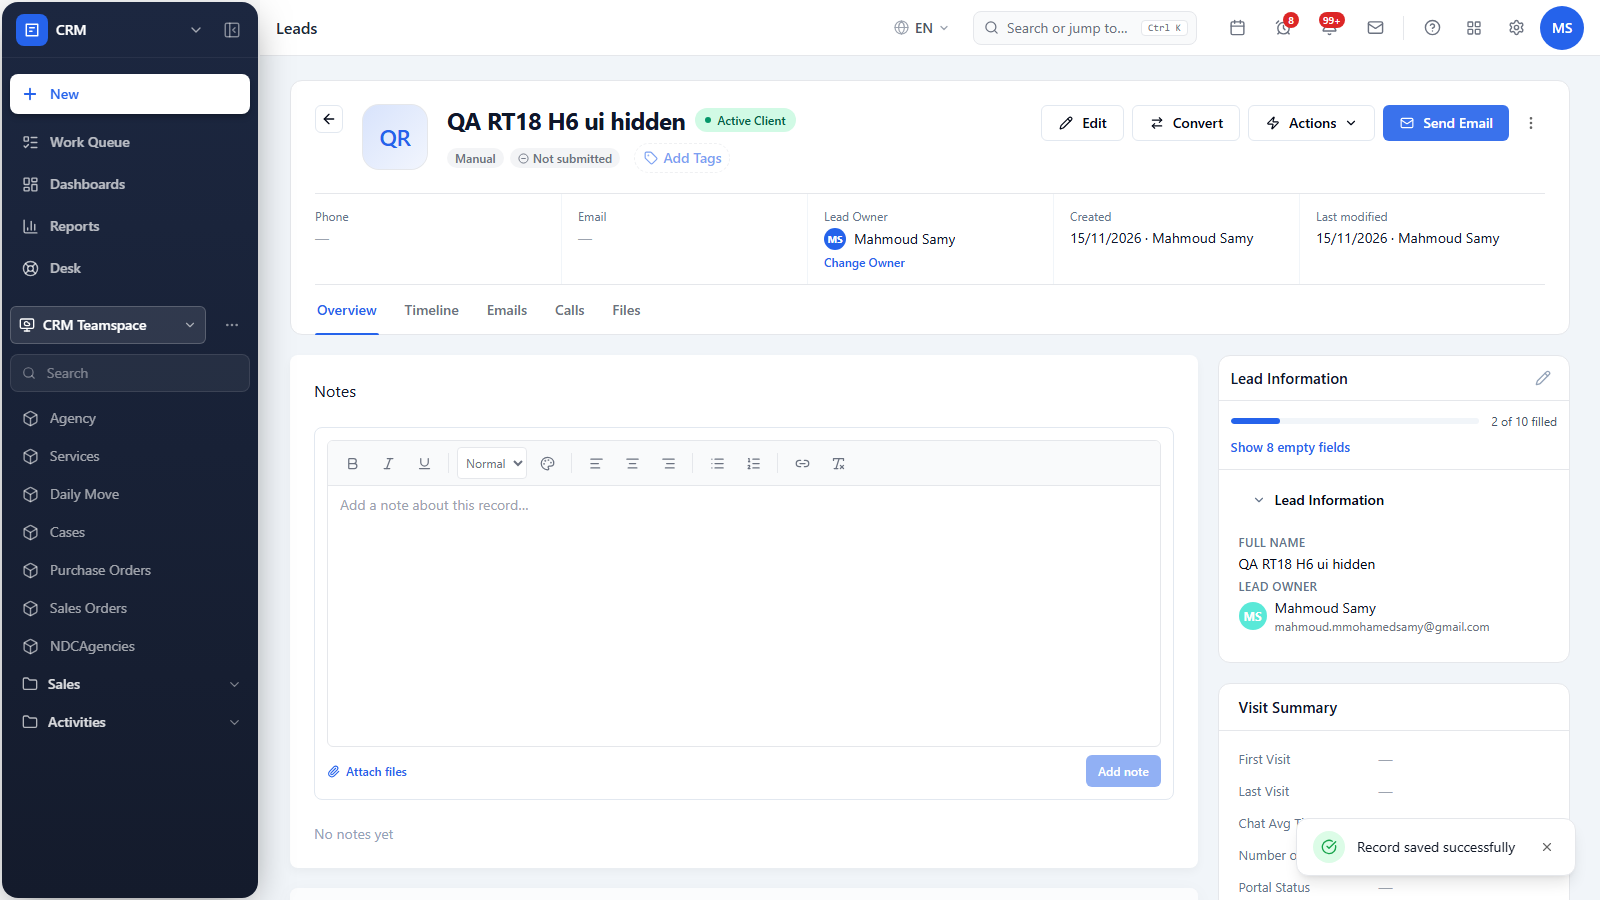 CRM
Leads
EN
Search or jump to...
Ctrl K
8
99+
MS
New
Work Queue
Dashboards
Reports
Desk
CRM Teamspace
Search
Agency
Services
Daily Move
Cases
Purchase Orders
Sales Orders
NDCAgencies
Sales
Activities
QR
QA RT18 H6 ui hidden
Active Client
Manual
Not submitted
Add Tags
Edit
Convert
Actions
Send Email
Phone
—
Email
—
Lead Owner
MS Mahmoud Samy
Change Owner
Created
15/11/2026 · Mahmoud Samy
Last modified
15/11/2026 · Mahmoud Samy
Overview
Timeline
Emails
Calls
Files
Notes
B I U Normal
Add a note about this record...
Attach files
Add note
No notes yet
Lead Information
2 of 10 filled
Show 8 empty fields
Lead Information
FULL NAME
QA RT18 H6 ui hidden
LEAD OWNER
MS Mahmoud Samy
mahmoud.mmohamedsamy@gmail.com
Visit Summary
First Visit —
Last Visit —
Chat Avg
Number
Portal Status —
Record saved successfully